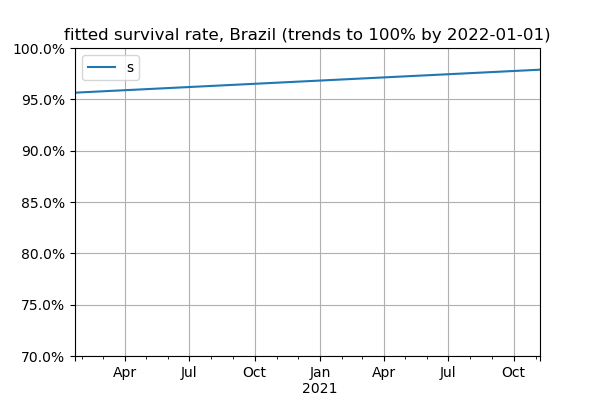 fitted survival rate, Brazil (trends to 100% by 2022-01-01)
100.0%
s
95.0%
90.0%
85.0%
80.0%
75.0%
70.0%
Apr Jul Oct Jan Apr Jul Oct
2021